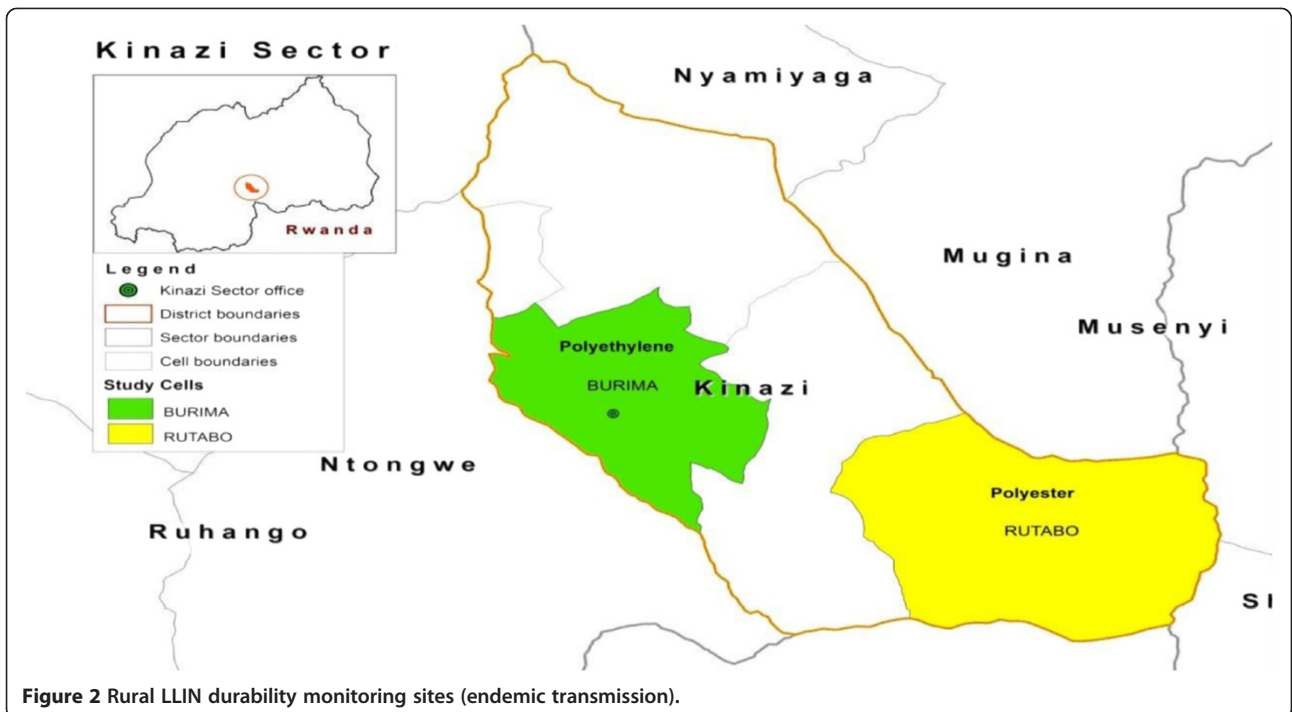 Kinazi Sector
Rwanda
Legend
Kinazi Sector office
District boundaries
Sector boundaries
Cell boundaries
Study Cells
BURIMA
RUTABO
Nyamiyaga
Mugina
Musenyi
Polyethylene
BURIMA
Kinazi
Ntongwe
Ruhango
Polyester
RUTABO
SI
Figure 2 Rural LLIN durability monitoring sites (endemic transmission).